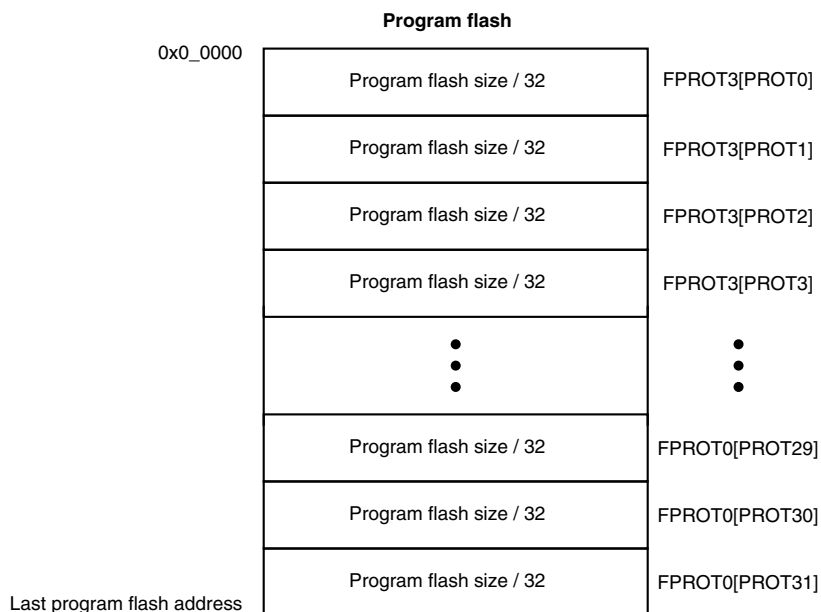 Program flash
0x0_0000
Program flash size / 32 FPROT3[PROT0]
Program flash size / 32 FPROT3[PROT1]
Program flash size / 32 FPROT3[PROT2]
Program flash size / 32 FPROT3[PROT3]
Program flash size / 32 FPROT0[PROT29]
Program flash size / 32 FPROT0[PROT30]
Program flash size / 32 FPROT0[PROT31]
Last program flash address